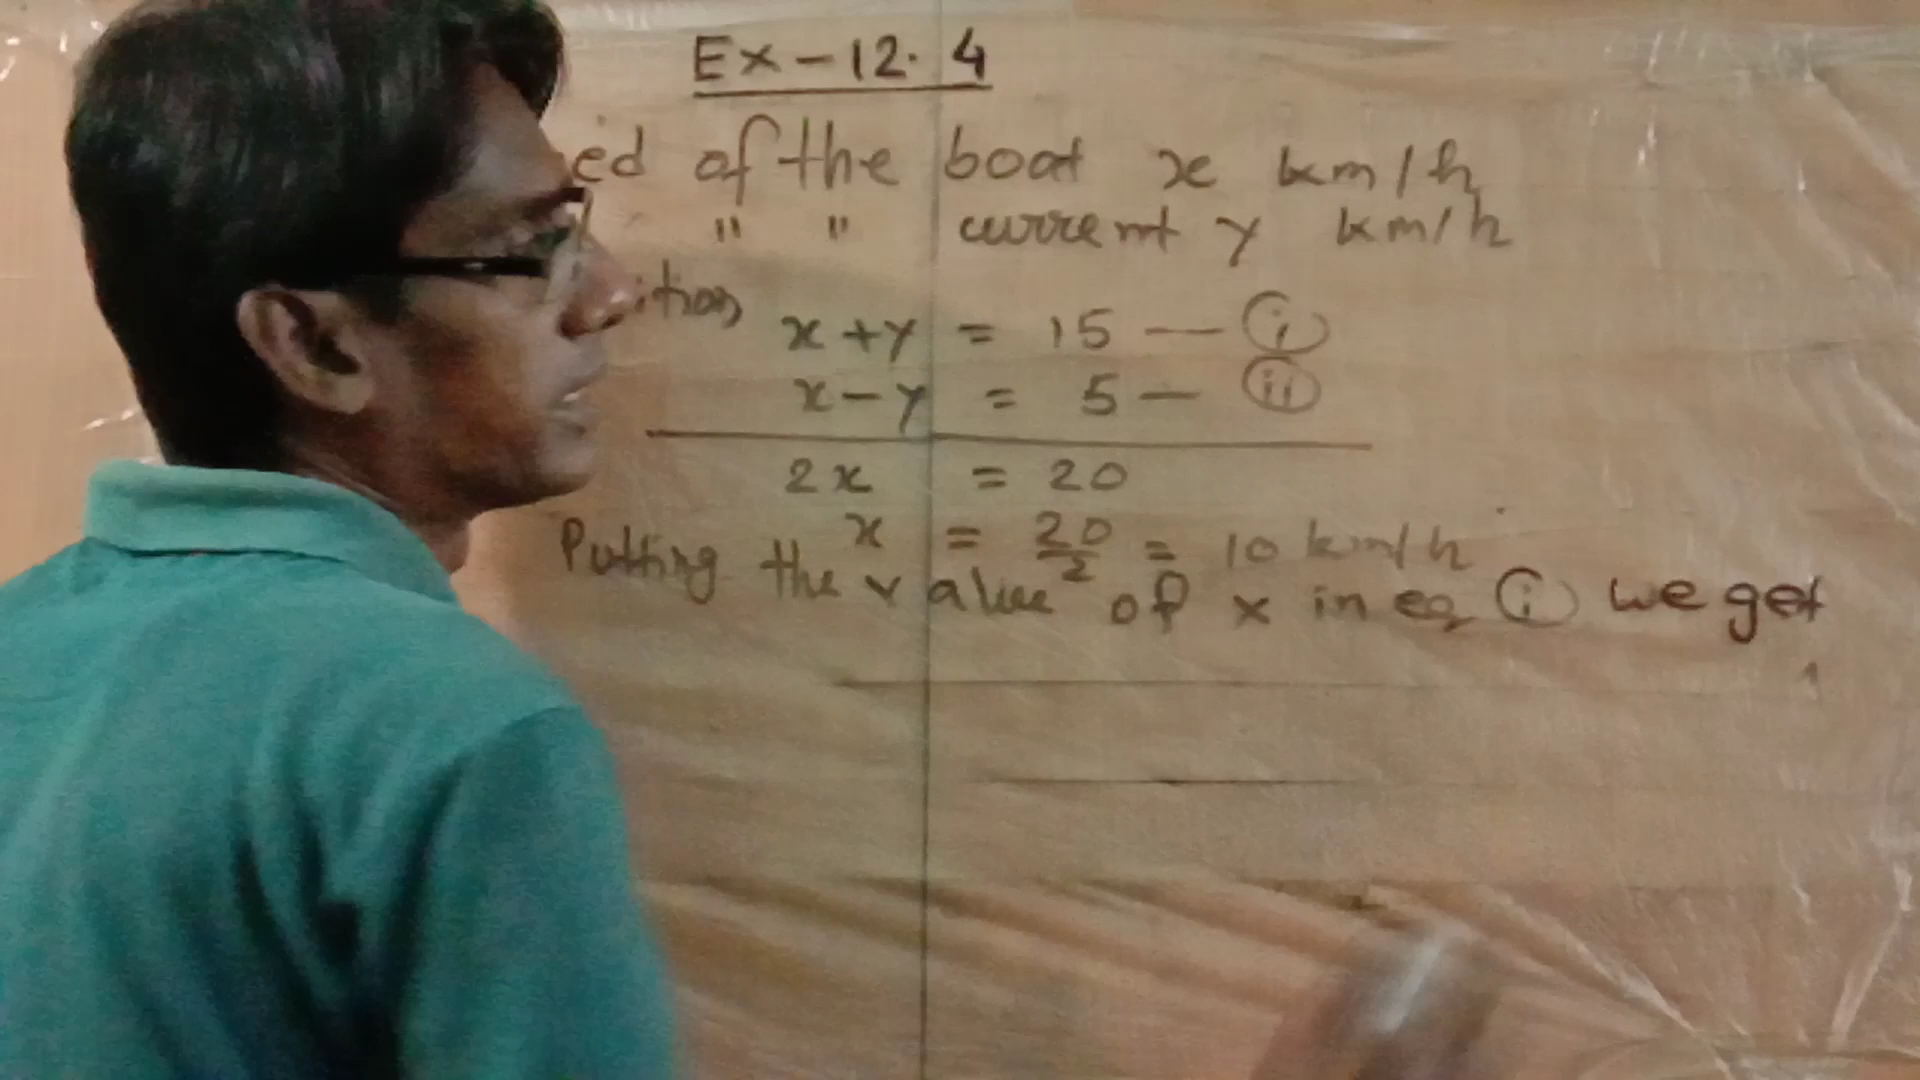 Ex-12.4
ed of the boat x km/h
" " current y km/h
ition
x+y = 15 — (i)
x-y = 5 — (ii)
2x = 20
x = 20/2 = 10 km/h
Putting the value of x in eq (i) we get